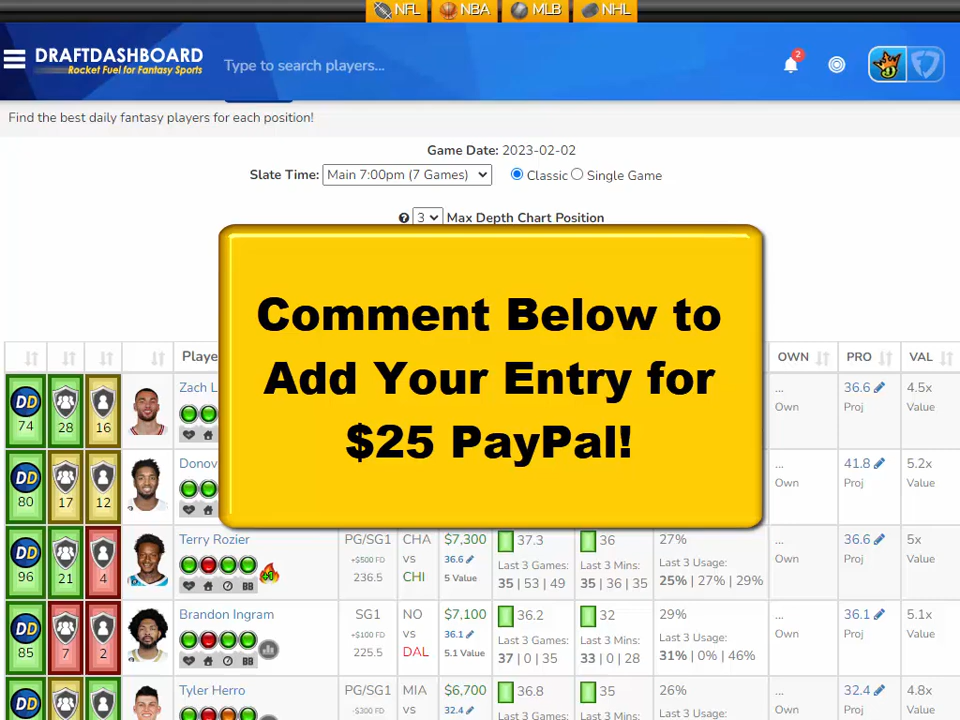 NFL NBA MLB NHL
DRAFTDASHBOARD
Rocket Fuel for Fantasy Sports
Type to search players...
2
Find the best daily fantasy players for each position!
Game Date: 2023-02-02
Slate Time: Main 7:00pm (7 Games) Classic Single Game
3 Max Depth Chart Position
Comment Below to
Add Your Entry for
$25 PayPal!
Playe OWN PRO VAL
DD 74 28 16 Zach L ... Own 36.6 Proj 4.5x Value
DD 80 17 12 Donov ... Own 41.8 Proj 5.2x Value
DD 96 21 4 Terry Rozier PG/SG1 CHA $7,300 37.3 36 27% ... 36.6 5x
+$500 FD vs 36.6 Last 3 Games: Last 3 Mins: Last 3 Usage: Own Proj Value
236.5 CHI 5 Value 35 | 53 | 49 35 | 36 | 35 25% | 27% | 29%
DD 85 7 2 Brandon Ingram SG1 NO $7,100 36.2 32 29% ... 36.1 5.1x
+$100 FD vs 36.1 Last 3 Games: Last 3 Mins: Last 3 Usage: Own Proj Value
225.5 DAL 5.1 Value 37 | 0 | 35 33 | 0 | 28 31% | 0% | 46%
DD Tyler Herro PG/SG1 MIA $6,700 36.8 35 26% ... 32.4 4.8x
-$300 FD vs 32.4 Last 3 Games: Last 3 Mins: Last 3 Usage: Own Proj Value